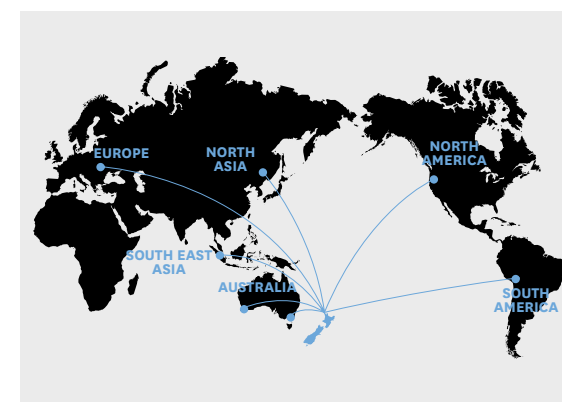 EUROPE
NORTH
ASIA
NORTH
AMERICA
SOUTH EAST
ASIA
AUSTRALIA
SOUTH
AMERICA